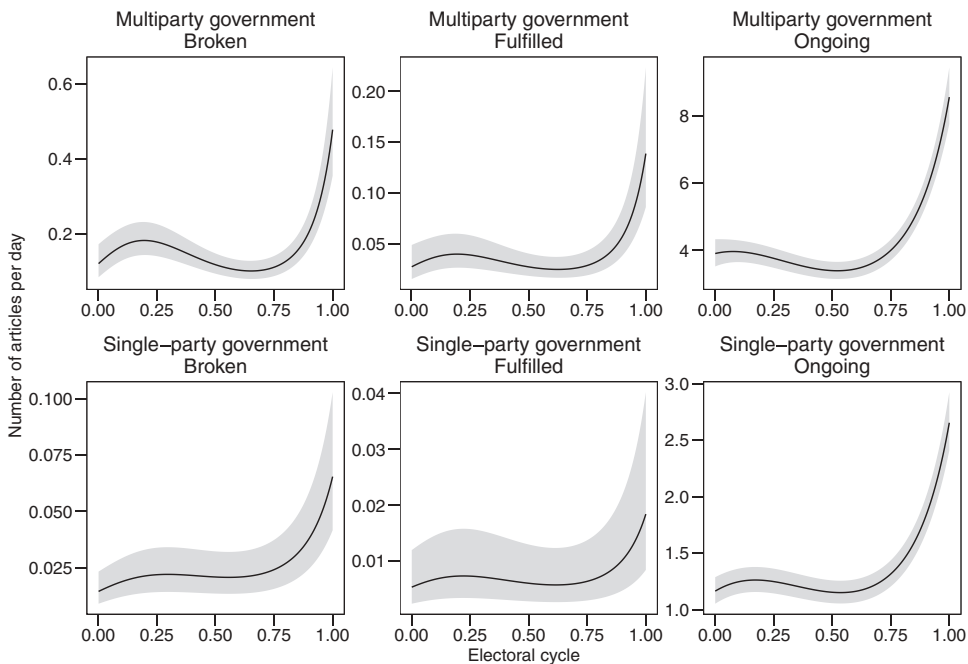 Multiparty government
Broken
Multiparty government
Fulfilled
Multiparty government
Ongoing
0.6
0.4
0.2
0.20
0.15
0.10
0.05
8
6
4
0.00 0.25 0.50 0.75 1.00
0.00 0.25 0.50 0.75 1.00
0.00 0.25 0.50 0.75 1.00
Number of articles per day
Single–party government
Broken
Single–party government
Fulfilled
Single–party government
Ongoing
0.100
0.075
0.050
0.025
0.04
0.03
0.02
0.01
3.0
2.5
2.0
1.5
1.0
0.00 0.25 0.50 0.75 1.00
0.00 0.25 0.50 0.75 1.00
0.00 0.25 0.50 0.75 1.00
Electoral cycle